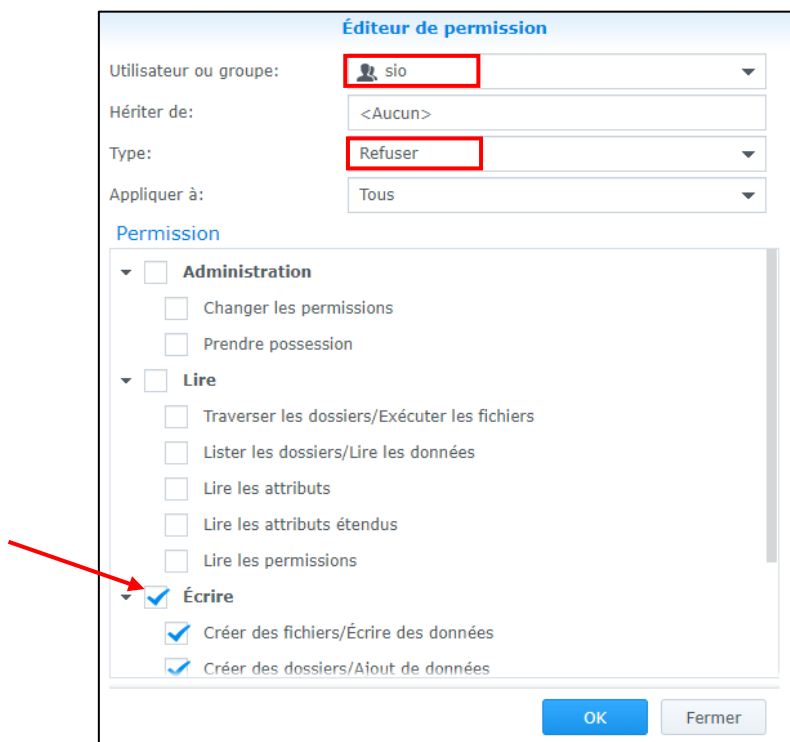 Éditeur de permission
Utilisateur ou groupe: sio
Hériter de: <Aucun>
Type: Refuser
Appliquer à: Tous
Permission
Administration
Changer les permissions
Prendre possession
Lire
Traverser les dossiers/Exécuter les fichiers
Lister les dossiers/Lire les données
Lire les attributs
Lire les attributs étendus
Lire les permissions
Écrire
Créer des fichiers/Écrire des données
Créer des dossiers/Ajout de données
OK Fermer